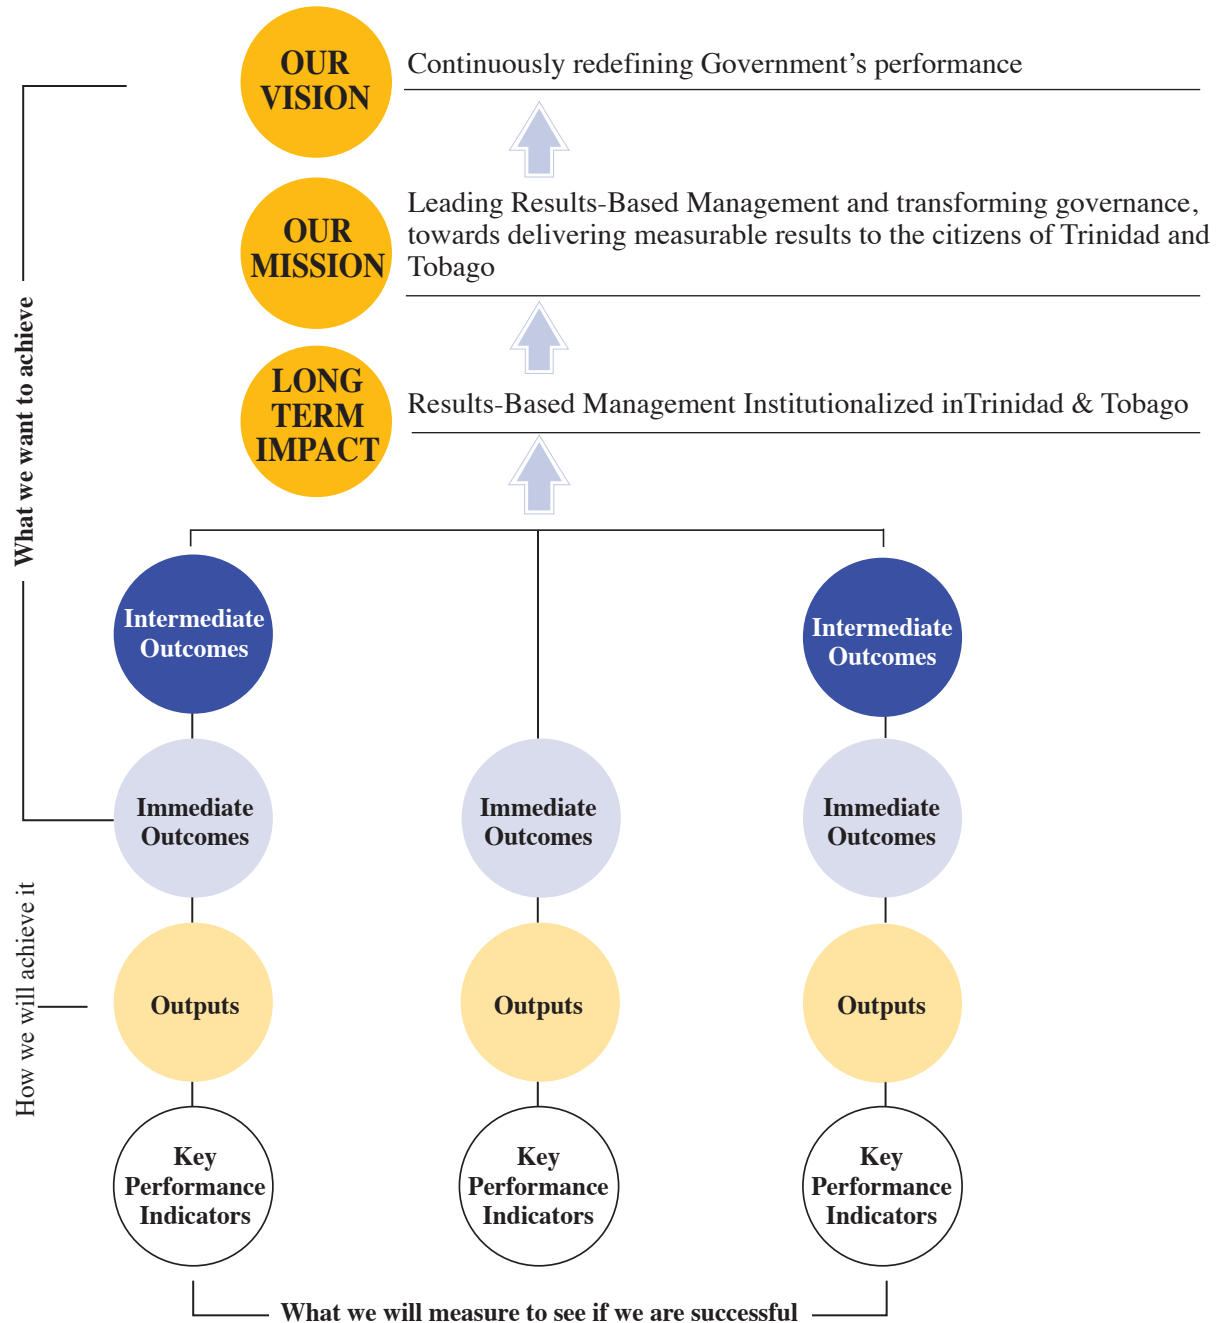 OUR
VISION
Continuously redefining Government’s performance
OUR
MISSION
Leading Results-Based Management and transforming governance,
towards delivering measurable results to the citizens of Trinidad and
Tobago
LONG
TERM
IMPACT
Results-Based Management Institutionalized inTrinidad & Tobago
What we want to achieve
Intermediate
Outcomes
Intermediate
Outcomes
Immediate
Outcomes
Immediate
Outcomes
Immediate
Outcomes
How we will achieve it
Outputs
Outputs
Outputs
Key
Performance
Indicators
Key
Performance
Indicators
Key
Performance
Indicators
What we will measure to see if we are successful